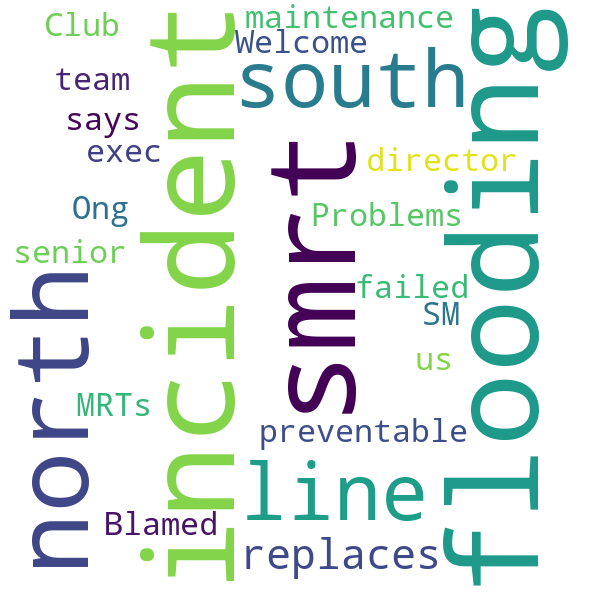 Club
maintenance
Welcome
south
team
says
exec
director
Ong
Problems
senior
failed
SM
us
MRTs
preventable
line
Blamed
replaces
north
incident
smrt
flooding